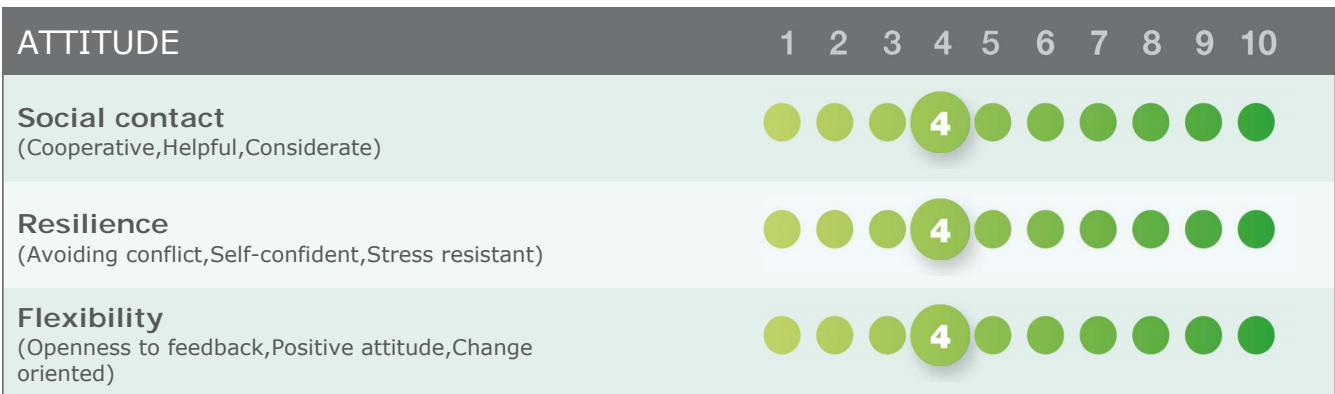 ATTITUDE 1 2 3 4 5 6 7 8 9 10
Social contact
(Cooperative,Helpful,Considerate)
4
Resilience
(Avoiding conflict,Self-confident,Stress resistant)
4
Flexibility
(Openness to feedback,Positive attitude,Change
oriented)
4